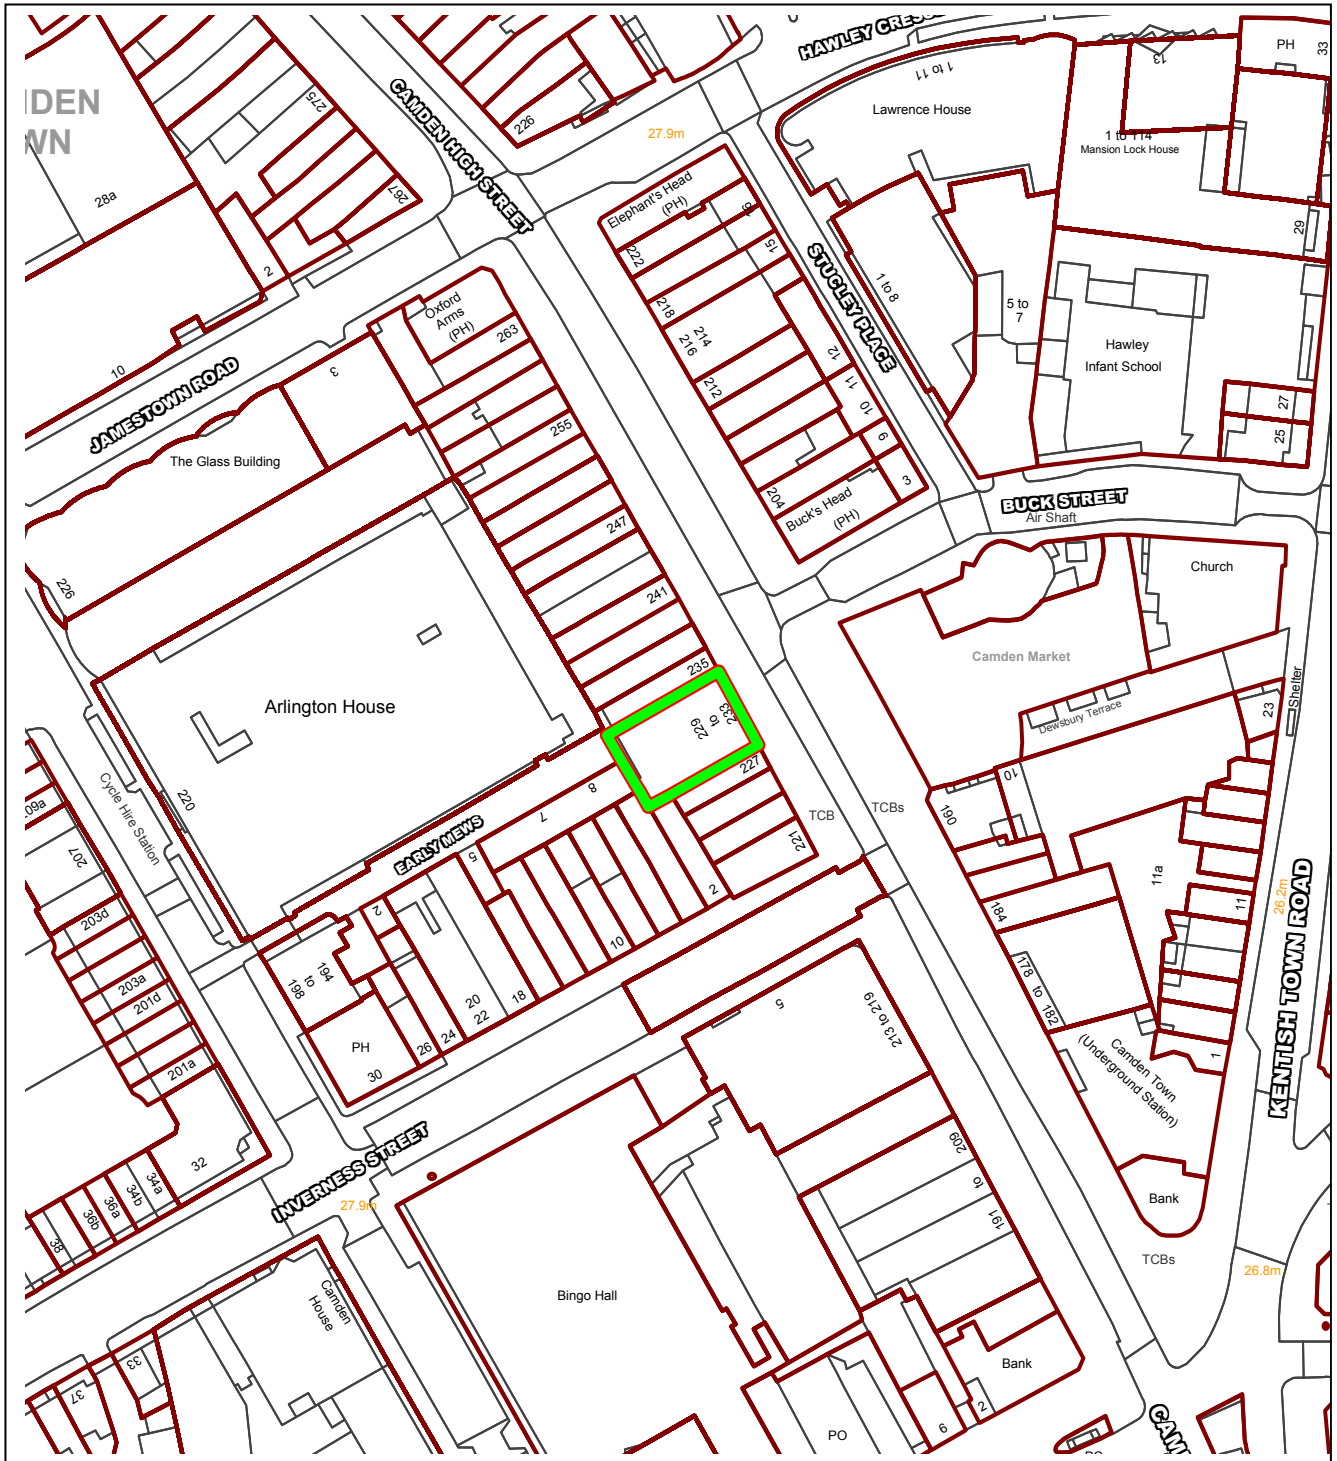 HAWLEY CRESC
PH
33
13
1 to 11
Lawrence House
1 to 114
Mansion Lock House
IDEN
WN
275
CAMDEN HIGH STREET
226
27.9m
28a
267
2
Elephant's Head
(PH)
16
15
222
218
214
216
212
STUCLEY PLACE
1 to 8
5 to
7
29
Hawley
Infant School
27
25
Oxford
Arms
(PH)
263
10
JAMESTOWN ROAD
3
The Glass Building
255
12
11
10
9
3
204
Buck's Head
(PH)
BUCK STREET
Air Shaft
247
241
235
226
Church
Camden Market
Arlington House
229
to
233
227
221
Dewsbury Terrace
23
Shelter
Cycle Hire Station
220
209a
207
8
7
5
EARLY MEWS
TCB
TCBs
190
10
11a
11
26.2m
KENTISH TOWN ROAD
203d
203a
201d
201a
198
to
194
2
PH
30
26
24
22
20
18
10
2
184
178
to
182
5
213 to 219
Camden Town
(Underground Station)
1
INVERNESS STREET
27.9m
32
34a
34b
36a
36b
38
209
to
191
Bank
TCBs
26.8m
Camden
House
Bingo Hall
33
37
Bank
2
6
PO
CAM